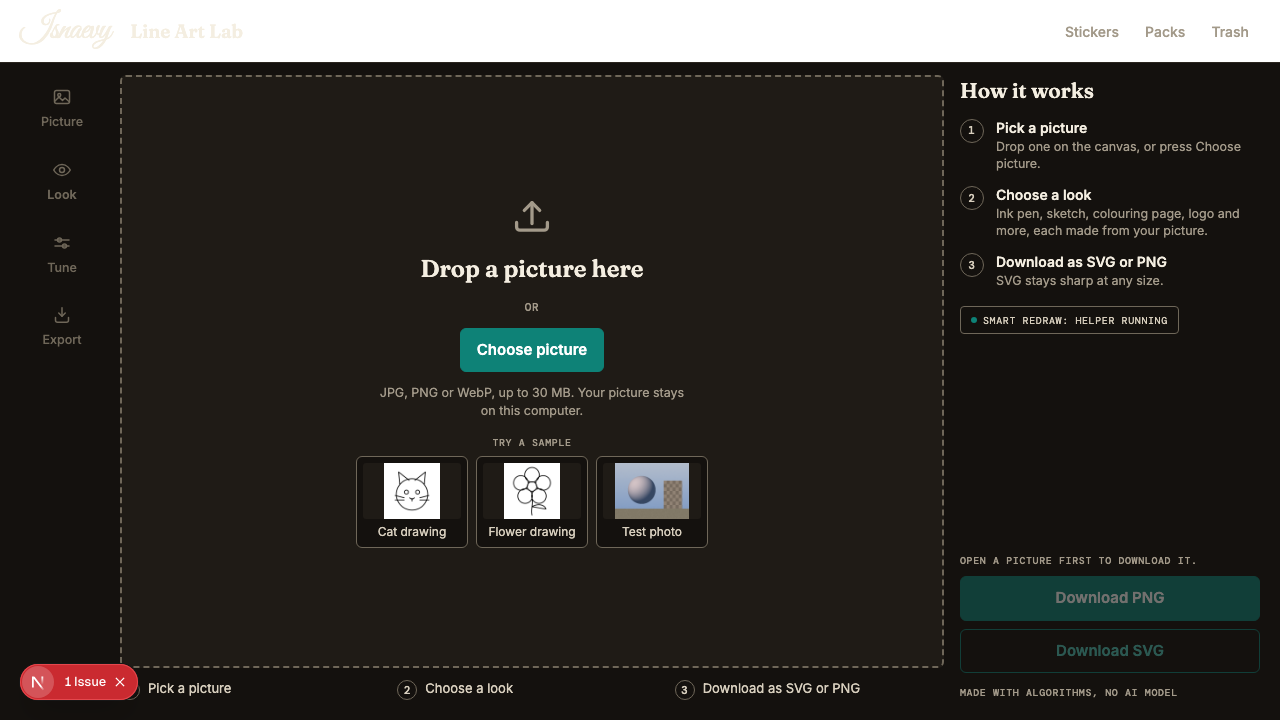 Jsnaevy Line Art Lab
Stickers
Packs
Trash
Picture
Look
Tune
Export
Drop a picture here
OR
Choose picture
JPG, PNG or WebP, up to 30 MB. Your picture stays
on this computer.
TRY A SAMPLE
Cat drawing
Flower drawing
Test photo
How it works
1
Pick a picture
Drop one on the canvas, or press Choose
picture.
2
Choose a look
Ink pen, sketch, colouring page, logo and
more, each made from your picture.
3
Download as SVG or PNG
SVG stays sharp at any size.
SMART REDRAW: HELPER RUNNING
OPEN A PICTURE FIRST TO DOWNLOAD IT.
Download PNG
Download SVG
MADE WITH ALGORITHMS, NO AI MODEL
N 1 Issue
Pick a picture
2 Choose a look
3 Download as SVG or PNG